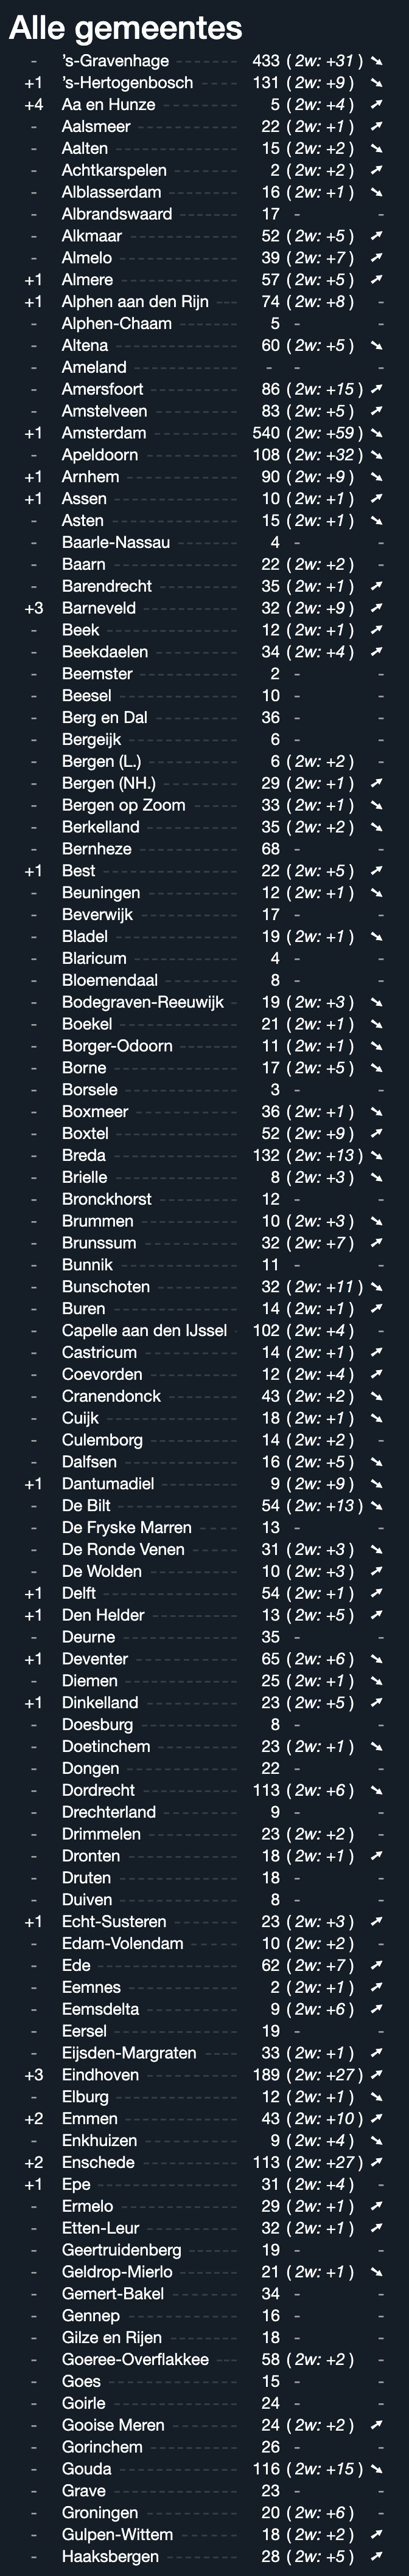 Alle gemeentes
- 's-Gravenhage 433 ( 2w: +31 ) ➘
+1 's-Hertogenbosch 131 ( 2w: +9 ) ➘
+4 Aa en Hunze 5 ( 2w: +4 ) ➚
- Aalsmeer 22 ( 2w: +1 ) ➚
- Aalten 15 ( 2w: +2 ) ➘
- Achtkarspelen 2 ( 2w: +2 ) ➚
- Alblasserdam 16 ( 2w: +1 ) ➘
- Albrandswaard 17 - -
- Alkmaar 52 ( 2w: +5 ) ➚
- Almelo 39 ( 2w: +7 ) ➚
+1 Almere 57 ( 2w: +5 ) ➚
+1 Alphen aan den Rijn 74 ( 2w: +8 ) -
- Alphen-Chaam 5 - -
- Altena 60 ( 2w: +5 ) ➘
- Ameland - - -
- Amersfoort 86 ( 2w: +15 ) ➚
- Amstelveen 83 ( 2w: +5 ) ➚
+1 Amsterdam 540 ( 2w: +59 ) ➘
- Apeldoorn 108 ( 2w: +32 ) ➘
+1 Arnhem 90 ( 2w: +9 ) ➘
+1 Assen 10 ( 2w: +1 ) ➚
- Asten 15 ( 2w: +1 ) ➘
- Baarle-Nassau 4 - -
- Baarn 22 ( 2w: +2 ) -
- Barendrecht 35 ( 2w: +1 ) ➚
+3 Barneveld 32 ( 2w: +9 ) ➚
- Beek 12 ( 2w: +1 ) ➚
- Beekdaelen 34 ( 2w: +4 ) ➚
- Beemster 2 - -
- Beesel 10 - -
- Berg en Dal 36 - -
- Bergeijk 6 - -
- Bergen (L.) 6 ( 2w: +2 ) -
- Bergen (NH.) 29 ( 2w: +1 ) ➚
- Bergen op Zoom 33 ( 2w: +1 ) ➘
- Berkelland 35 ( 2w: +2 ) ➘
- Bernheze 68 - -
+1 Best 22 ( 2w: +5 ) ➚
- Beuningen 12 ( 2w: +1 ) ➘
- Beverwijk 17 - -
- Bladel 19 ( 2w: +1 ) ➘
- Blaricum 4 - -
- Bloemendaal 8 - -
- Bodegraven-Reeuwijk 19 ( 2w: +3 ) ➘
- Boekel 21 ( 2w: +1 ) ➘
- Borger-Odoorn 11 ( 2w: +1 ) ➘
- Borne 17 ( 2w: +5 ) ➘
- Borsele 3 - -
- Boxmeer 36 ( 2w: +1 ) ➘
- Boxtel 52 ( 2w: +9 ) ➚
- Breda 132 ( 2w: +13 ) ➘
- Brielle 8 ( 2w: +3 ) ➘
- Bronckhorst 12 - -
- Brummen 10 ( 2w: +3 ) ➘
- Brunssum 32 ( 2w: +7 ) ➚
- Bunnik 11 - -
- Bunschoten 32 ( 2w: +11 ) ➘
- Buren 14 ( 2w: +1 ) ➚
- Capelle aan den IJssel 102 ( 2w: +4 ) -
- Castricum 14 ( 2w: +1 ) ➚
- Coevorden 12 ( 2w: +4 ) ➚
- Cranendonck 43 ( 2w: +2 ) ➘
- Cuijk 18 ( 2w: +1 ) ➘
- Culemborg 14 ( 2w: +2 ) -
- Dalfsen 16 ( 2w: +5 ) ➘
+1 Dantumadiel 9 ( 2w: +9 ) ➘
- De Bilt 54 ( 2w: +13 ) ➘
- De Fryske Marren 13 - -
- De Ronde Venen 31 ( 2w: +3 ) ➘
- De Wolden 10 ( 2w: +3 ) ➚
+1 Delft 54 ( 2w: +1 ) ➚
+1 Den Helder 13 ( 2w: +5 ) ➚
- Deurne 35 - -
+1 Deventer 65 ( 2w: +6 ) ➘
- Diemen 25 ( 2w: +1 ) ➘
+1 Dinkelland 23 ( 2w: +5 ) ➚
- Doesburg 8 - -
- Doetinchem 23 ( 2w: +1 ) ➘
- Dongen 22 - -
- Dordrecht 113 ( 2w: +6 ) ➘
- Drechterland 9 - -
- Drimmelen 23 ( 2w: +2 ) -
- Dronten 18 ( 2w: +1 ) ➚
- Druten 18 - -
- Duiven 8 - -
+1 Echt-Susteren 23 ( 2w: +3 ) ➚
- Edam-Volendam 10 ( 2w: +2 ) -
- Ede 62 ( 2w: +7 ) ➚
- Eemnes 2 ( 2w: +1 ) ➚
- Eemsdelta 9 ( 2w: +6 ) ➚
- Eersel 19 - -
- Eijsden-Margraten 33 ( 2w: +1 ) ➚
+3 Eindhoven 189 ( 2w: +27 ) ➚
- Elburg 12 ( 2w: +1 ) ➘
+2 Emmen 43 ( 2w: +10 ) ➚
- Enkhuizen 9 ( 2w: +4 ) ➘
+2 Enschede 113 ( 2w: +27 ) ➚
+1 Epe 31 ( 2w: +4 ) -
- Ermelo 29 ( 2w: +1 ) ➚
- Etten-Leur 32 ( 2w: +1 ) ➚
- Geertruidenberg 19 - -
- Geldrop-Mierlo 21 ( 2w: +1 ) ➘
- Gemert-Bakel 34 - -
- Gennep 16 - -
- Gilze en Rijen 18 - -
- Goeree-Overflakkee 58 ( 2w: +2 ) -
- Goes 15 - -
- Goirle 24 - -
- Gooise Meren 24 ( 2w: +2 ) ➚
- Gorinchem 26 - -
- Gouda 116 ( 2w: +15 ) ➘
- Grave 23 - -
- Groningen 20 ( 2w: +6 ) -
- Gulpen-Wittem 18 ( 2w: +2 ) ➚
- Haaksbergen 28 ( 2w: +5 ) ➚